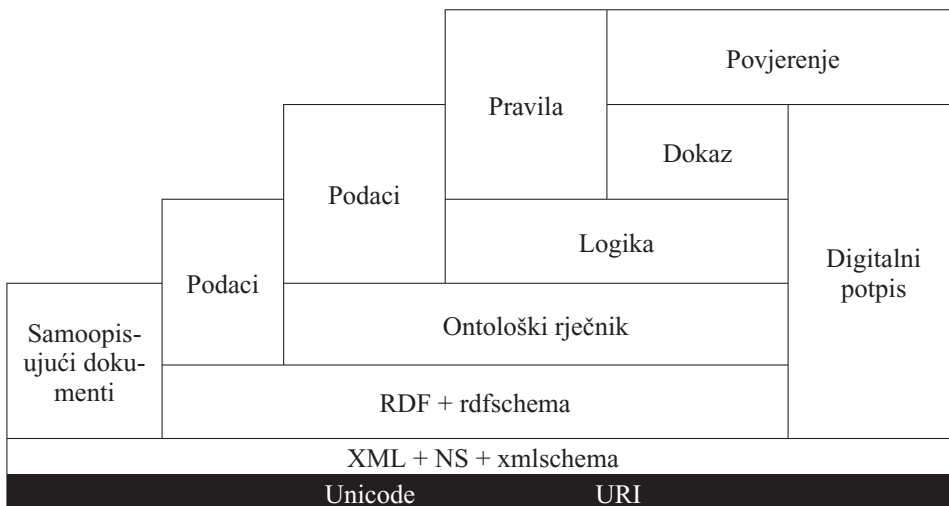 Povjerenje
Pravila
Dokaz
Podaci
Logika
Digitalni
potpis
Podaci
Samoopis-
ujući doku-
menti
Ontološki rječnik
RDF + rdfschema
XML + NS + xmlschema
Unicode URI